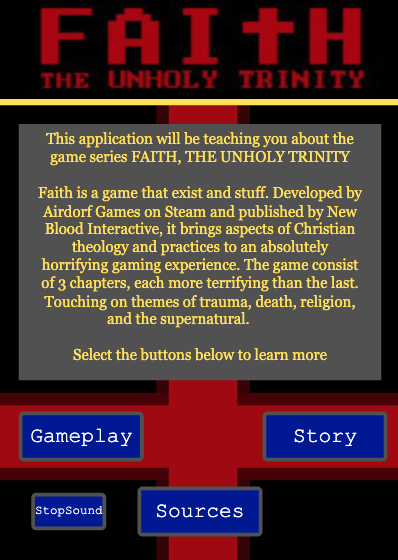 FAItH
THE UNHOLY TRINITY
This application will be teaching you about the
game series FAITH, THE UNHOLY TRINITY
Faith is a game that exist and stuff. Developed by
Airdorf Games on Steam and published by New
Blood Interactive, it brings aspects of Christian
theology and practices to an absolutely
horrifying gaming experience. The game consist
of 3 chapters, each more terrifying than the last.
Touching on themes of trauma, death, religion,
and the supernatural.
Select the buttons below to learn more
Gameplay
Story
StopSound
Sources